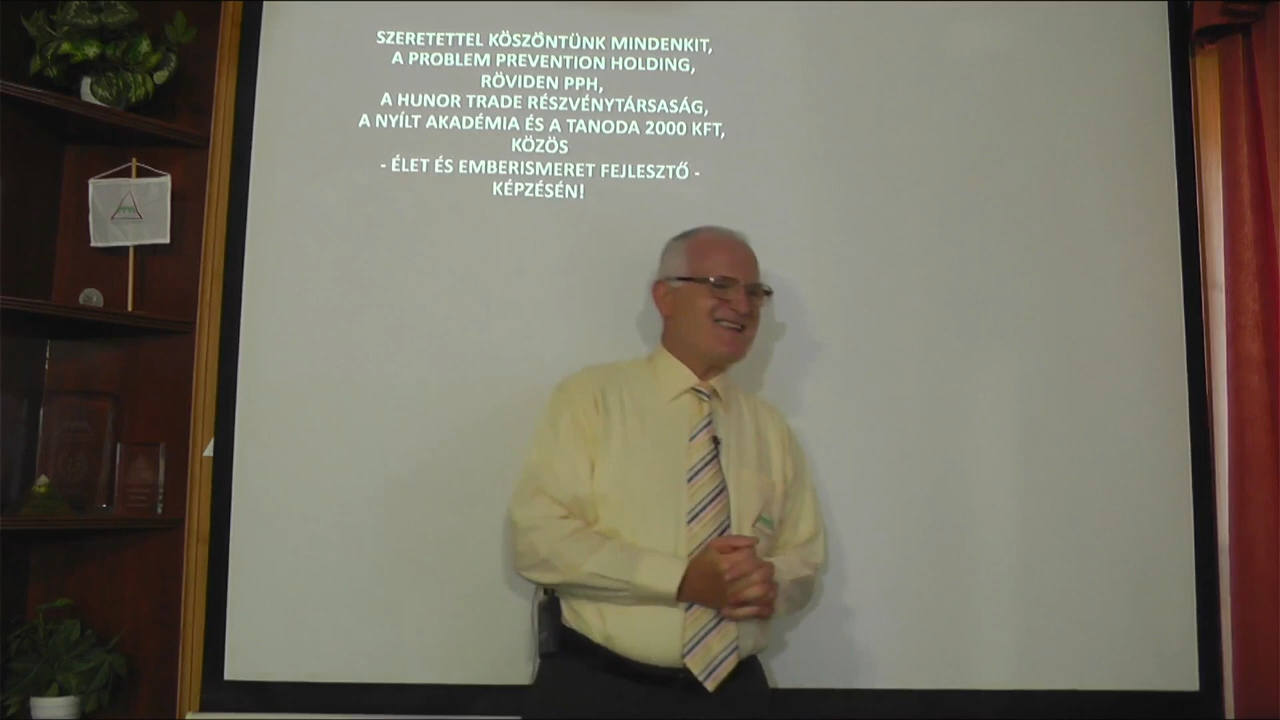 SZERETETTEL KÖSZÖNTÜNK MINDENKIT,
A PROBLEM PREVENTION HOLDING,
RÖVIDEN PPH,
A HUNOR TRADE RÉSZVÉNYTÁRSASÁG,
A NYÍLT AKADÉMIA ÉS A TANODA 2000 KFT,
KÖZÖS
- ÉLET ÉS EMBERISMERET FEJLESZTŐ -
KÉPZÉSÉN!